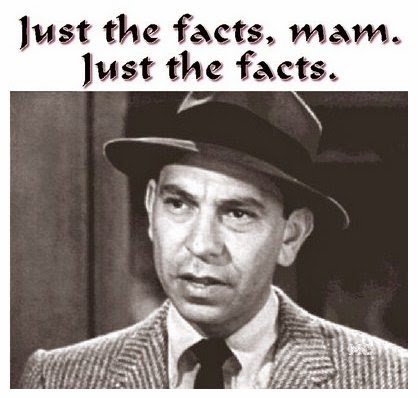 Just the facts, mam.
Just the facts.